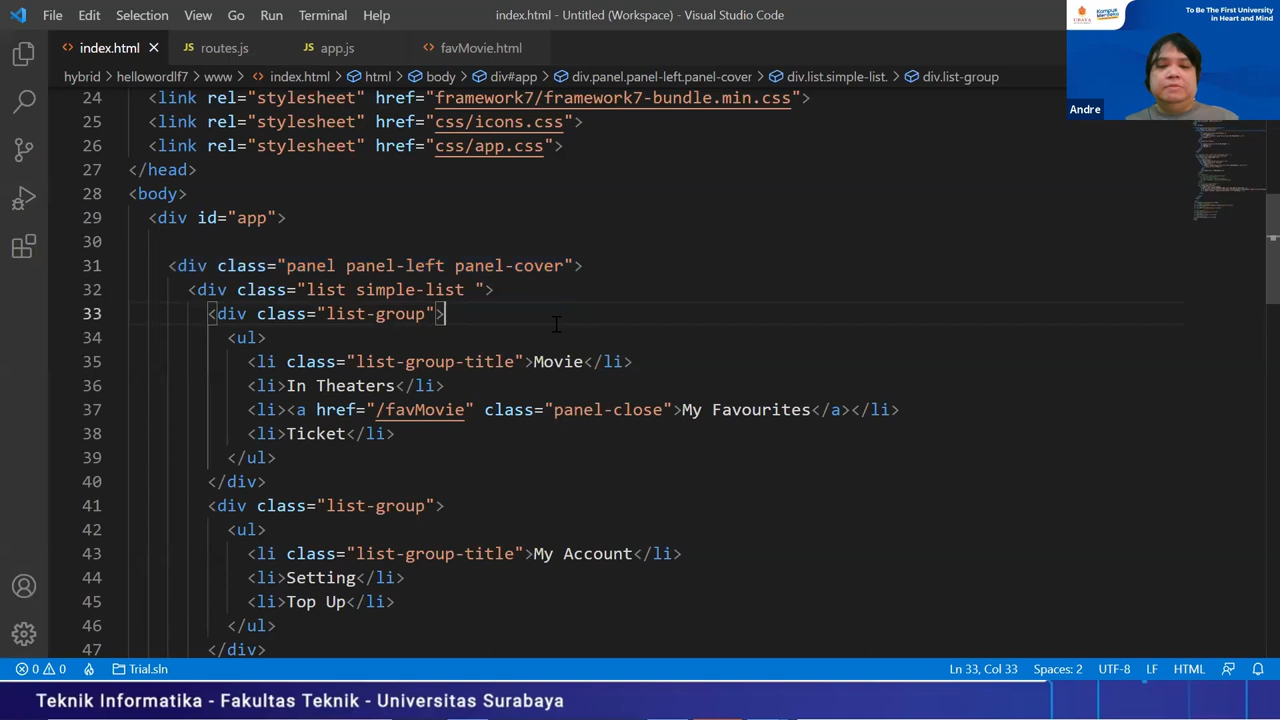 File Edit Selection View Go Run Terminal Help
index.html - Untitled (Workspace) - Visual Studio Code
UBAYA
Kampus Merdeka
To Be The First University
in Heart and Mind
index.html routes.js app.js favMovie.html
Andre
hybrid hellowordlf7 www index.html html body div#app div.panel.panel-left.panel-cover div.list.simple-list. div.list-group
24 <link rel="stylesheet" href="framework7/framework7-bundle.min.css">
25 <link rel="stylesheet" href="css/icons.css">
26 <link rel="stylesheet" href="css/app.css">
27 </head>
28 <body>
29 <div id="app">
30
31 <div class="panel panel-left panel-cover">
32 <div class="list simple-list ">
33 <div class="list-group">
34 <ul>
35 <li class="list-group-title">Movie</li>
36 <li>In Theaters</li>
37 <li><a href="/favMovie" class="panel-close">My Favourites</a></li>
38 <li>Ticket</li>
39 </ul>
40 </div>
41 <div class="list-group">
42 <ul>
43 <li class="list-group-title">My Account</li>
44 <li>Setting</li>
45 <li>Top Up</li>
46 </ul>
47 </div>
0 0 Trial.sln Ln 33, Col 33 Spaces: 2 UTF-8 LF HTML
Teknik Informatika - Fakultas Teknik - Universitas Surabaya